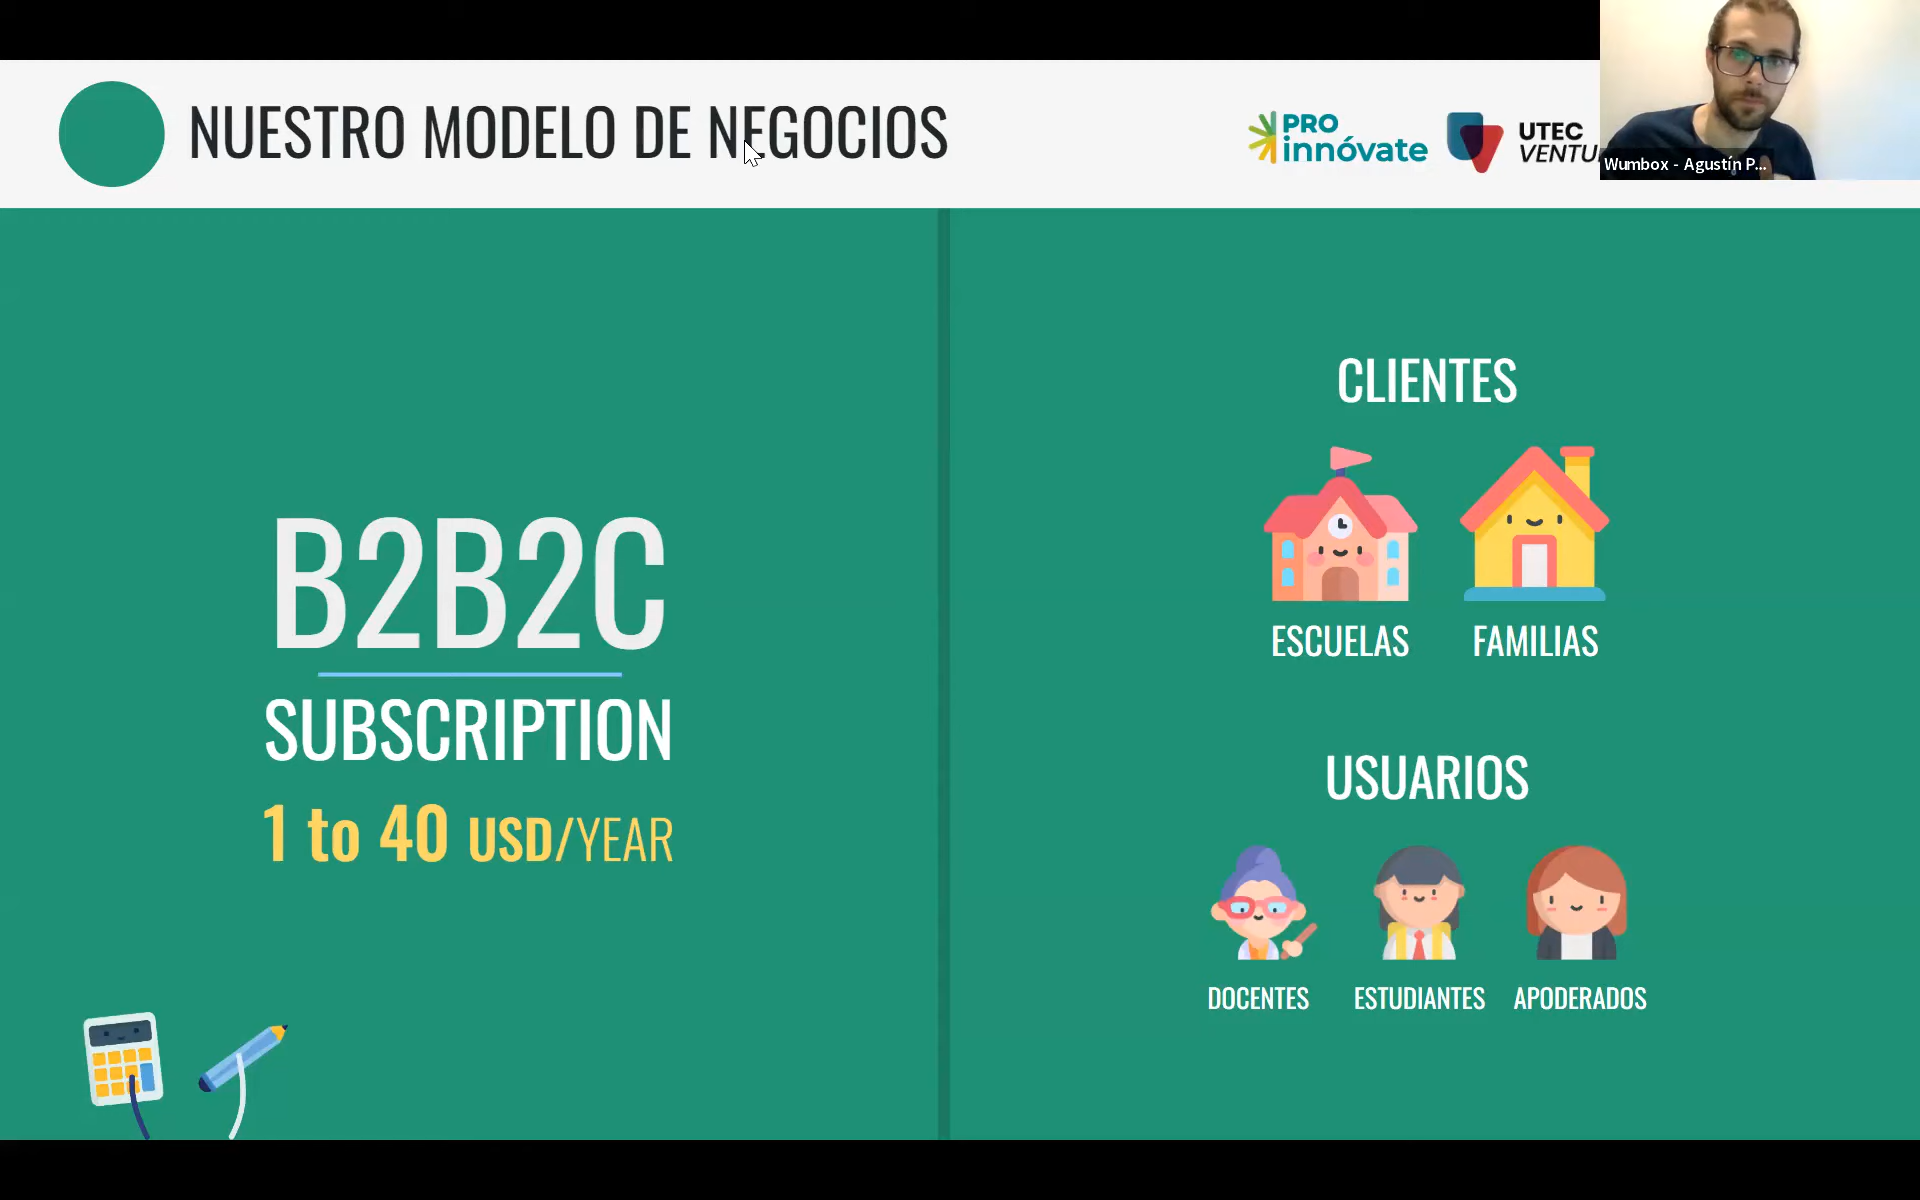 NUESTRO MODELO DE NEGOCIOS
PRO
innóvate
UTEC
Wumbox - Agustín P...
B2B2C
SUBSCRIPTION
1 to 40 USD/YEAR
CLIENTES
ESCUELAS FAMILIAS
USUARIOS
DOCENTES ESTUDIANTES APODERADOS